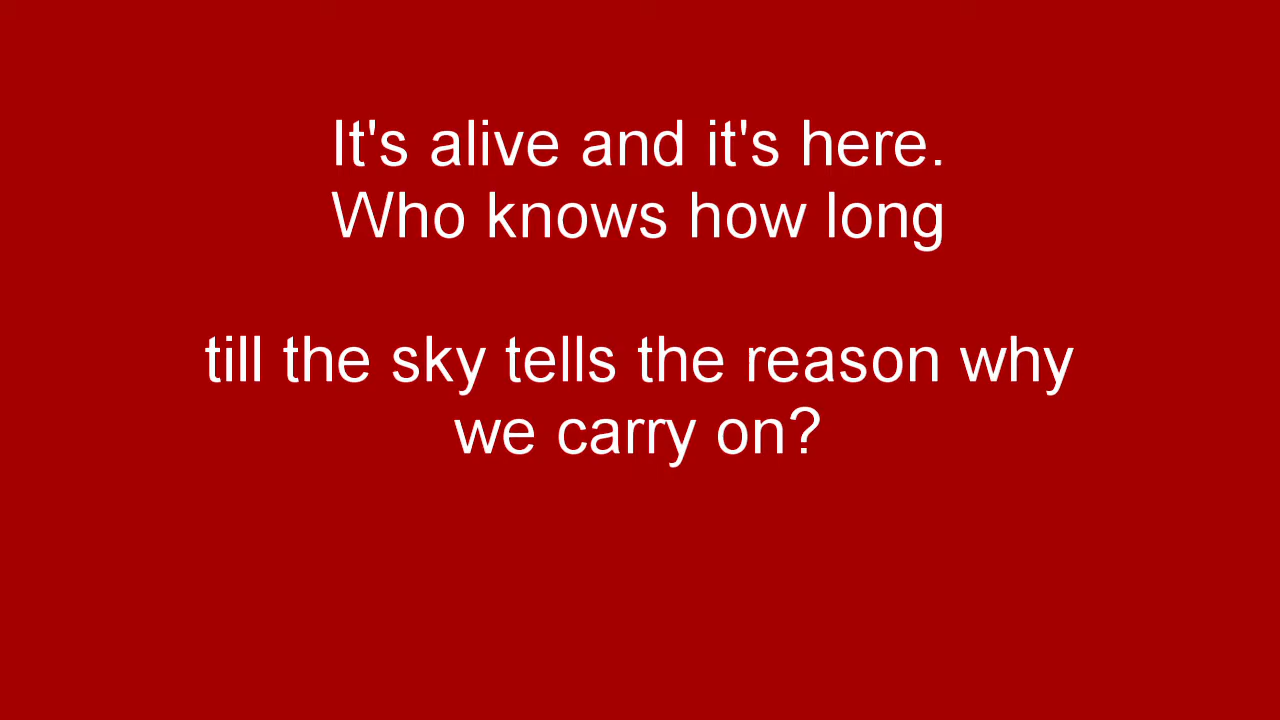 It's alive and it's here.
Who knows how long
till the sky tells the reason why
we carry on?